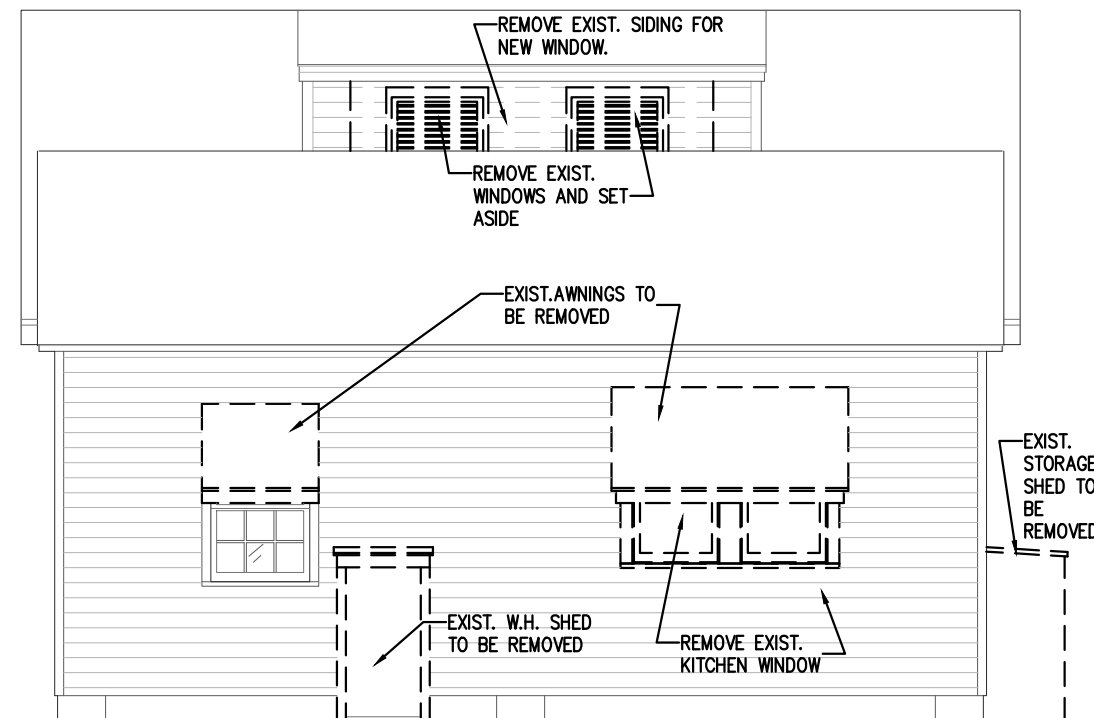 REMOVE EXIST. SIDING FOR
NEW WINDOW.
REMOVE EXIST.
WINDOWS AND SET
ASIDE
EXIST.AWNINGS TO
BE REMOVED
EXIST.
STORAGE
SHED TO
BE
REMOVED
EXIST. W.H. SHED
TO BE REMOVED
REMOVE EXIST.
KITCHEN WINDOW